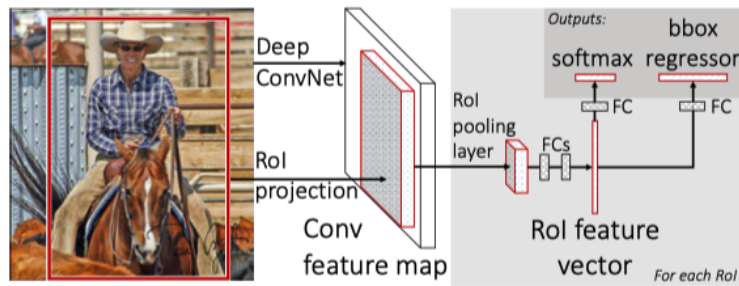 Deep
ConvNet
RoI
projection
Conv
feature map
RoI
pooling
layer
FCs
RoI feature
vector
Outputs:
softmax
bbox
regressor
FC
FC
For each RoI